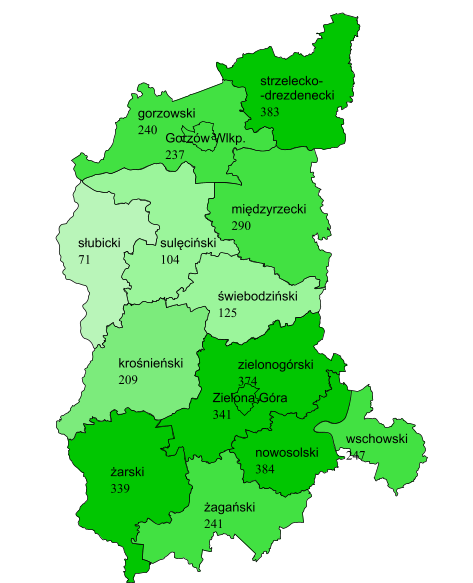 strzelecko-
-drezdenecki
383
gorzowski
240
Gorzów Wlkp.
237
międzyrzecki
290
słubicki
71
sulęciński
104
świebodziński
125
krośnieński
209
zielonogórski
374
Zielona Góra
341
wschowski
247
nowosolski
384
żarski
339
żagański
241